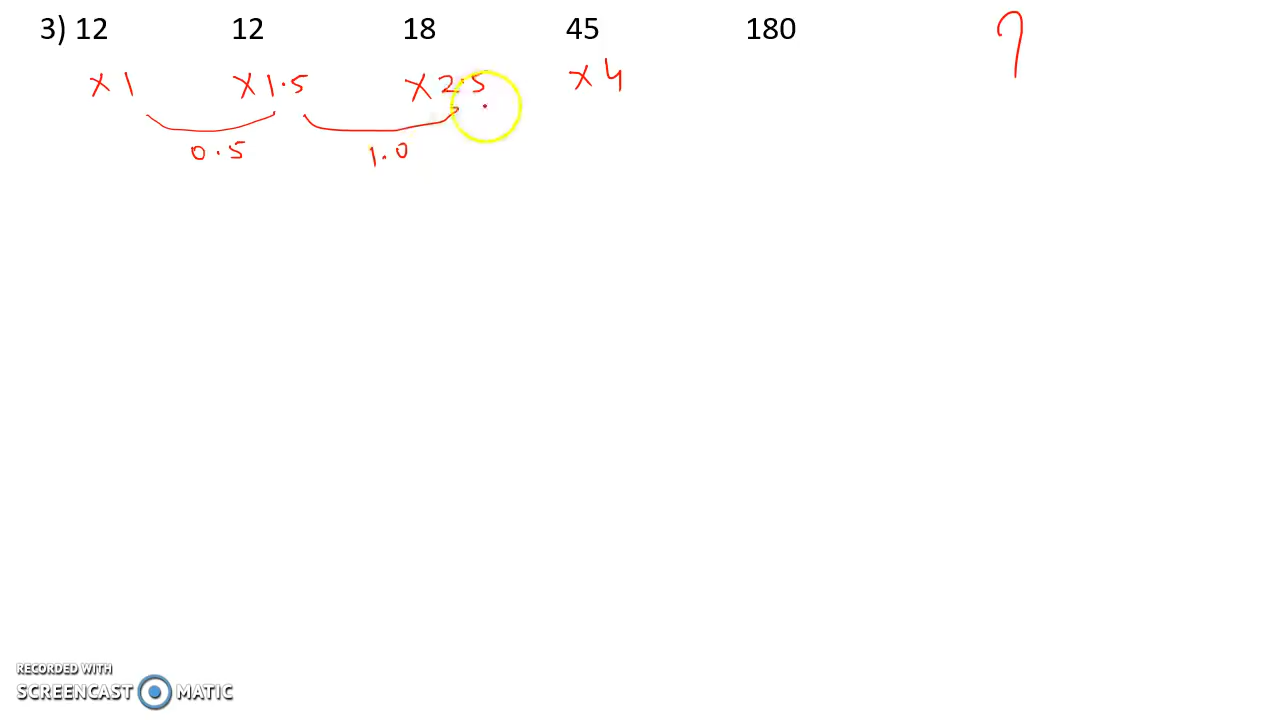 3) 12 12 18 45 180 ?
x 1 x 1.5 x 2.5 x 4
0.5 1.0
RECORDED WITH
SCREENCAST MATIC